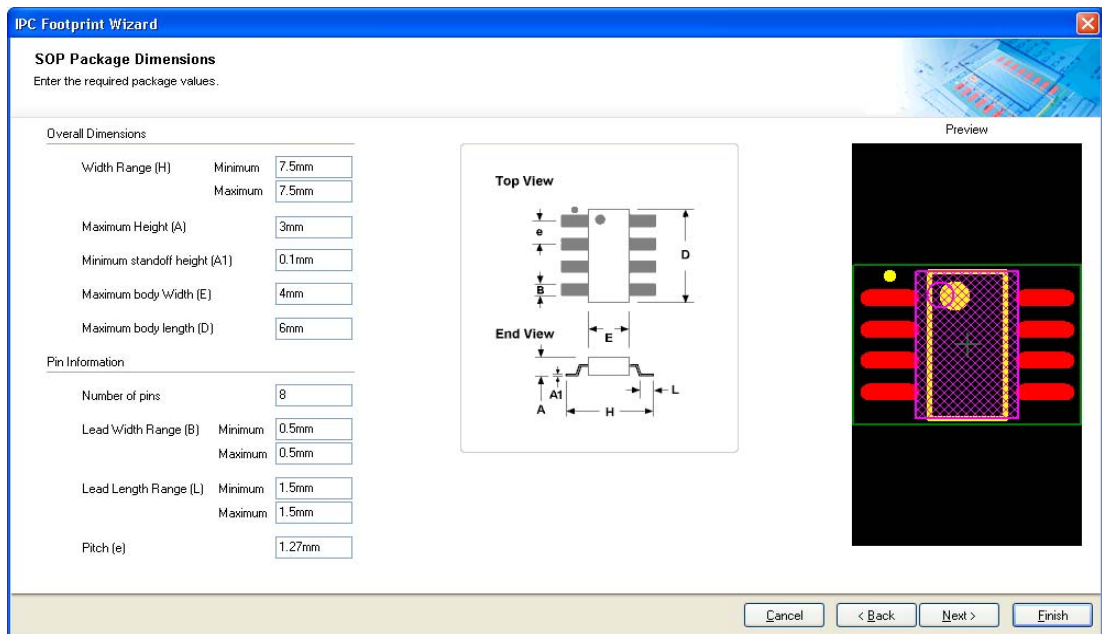 IPC Footprint Wizard
SOP Package Dimensions
Enter the required package values.
Overall Dimensions
Width Range (H) Minimum 7.5mm
Maximum 7.5mm
Maximum Height (A) 3mm
Minimum standoff height (A1) 0.1mm
Maximum body Width (E) 4mm
Maximum body length (D) 6mm
Pin Information
Number of pins 8
Lead Width Range (B) Minimum 0.5mm
Maximum 0.5mm
Lead Length Range (L) Minimum 1.5mm
Maximum 1.5mm
Pitch (e) 1.27mm
Top View
e
D
B
End View
E
A1
L
A
H
Preview
Cancel
< Back
Next >
Finish